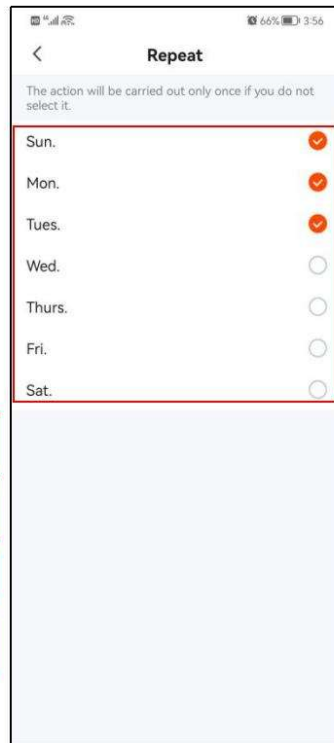 66% 3:56
Repeat
The action will be carried out only once if you do not
select it.
Sun.
Mon.
Tues.
Wed.
Thurs.
Fri.
Sat.